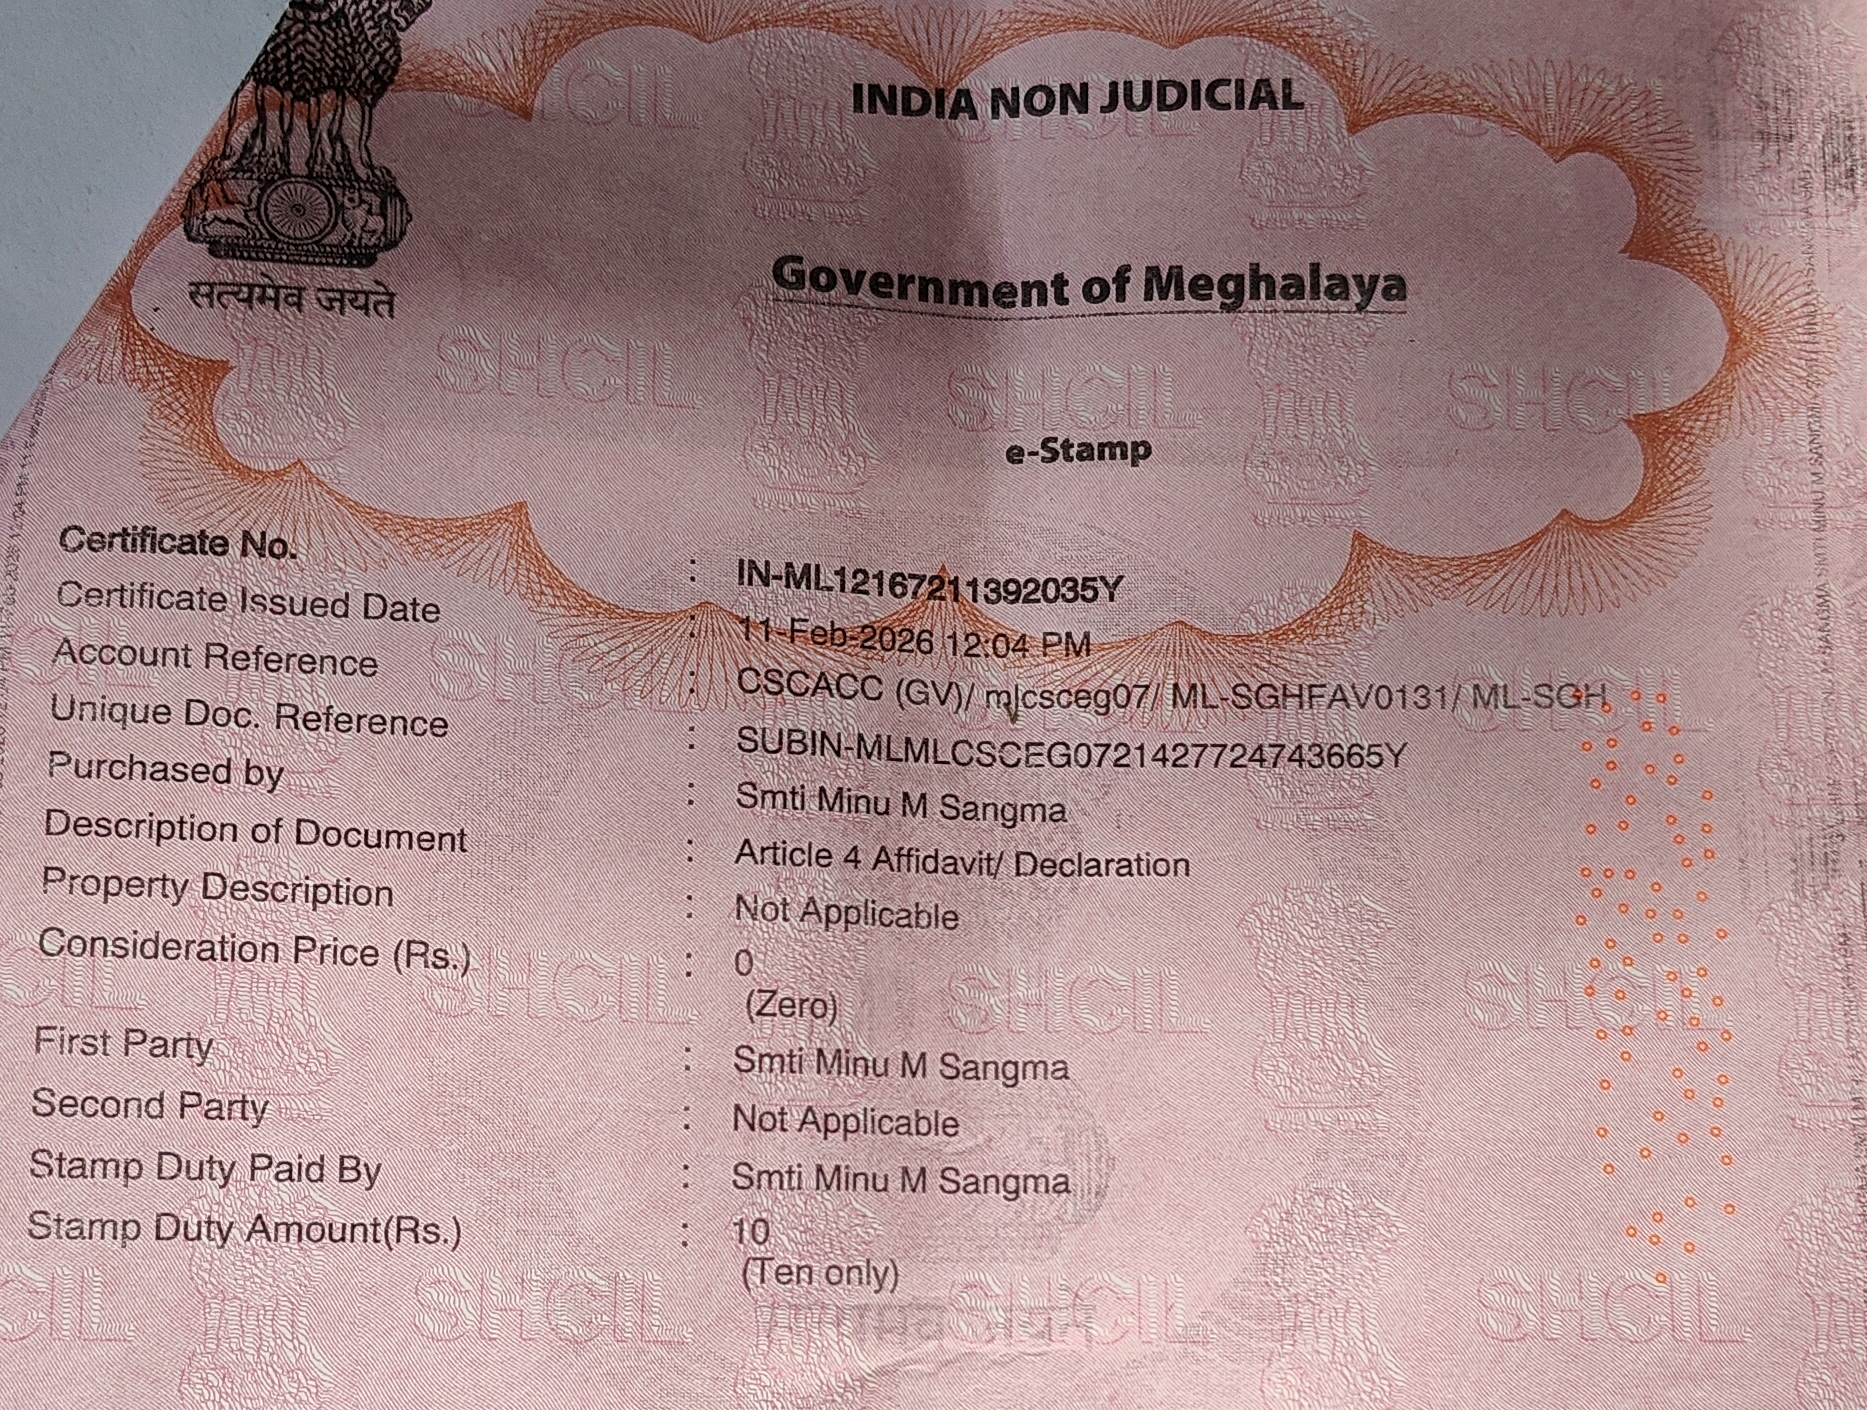 INDIA NON JUDICIAL
सत्यमेव जयते
Government of Meghalaya
e-Stamp
Certificate No. : IN-ML12167211392035Y
Certificate Issued Date : 11-Feb-2026 12:04 PM
Account Reference : CSCACC (GV)/ mlcsceg07/ ML-SGHFAV0131/ ML-SGH
Unique Doc. Reference : SUBIN-MLMLCSCEG0721427724743665Y
Purchased by : Smti Minu M Sangma
Description of Document : Article 4 Affidavit/ Declaration
Property Description : Not Applicable
Consideration Price (Rs.) : 0
(Zero)
First Party : Smti Minu M Sangma
Second Party : Not Applicable
Stamp Duty Paid By : Smti Minu M Sangma
Stamp Duty Amount(Rs.) : 10
(Ten only)
SHCIL